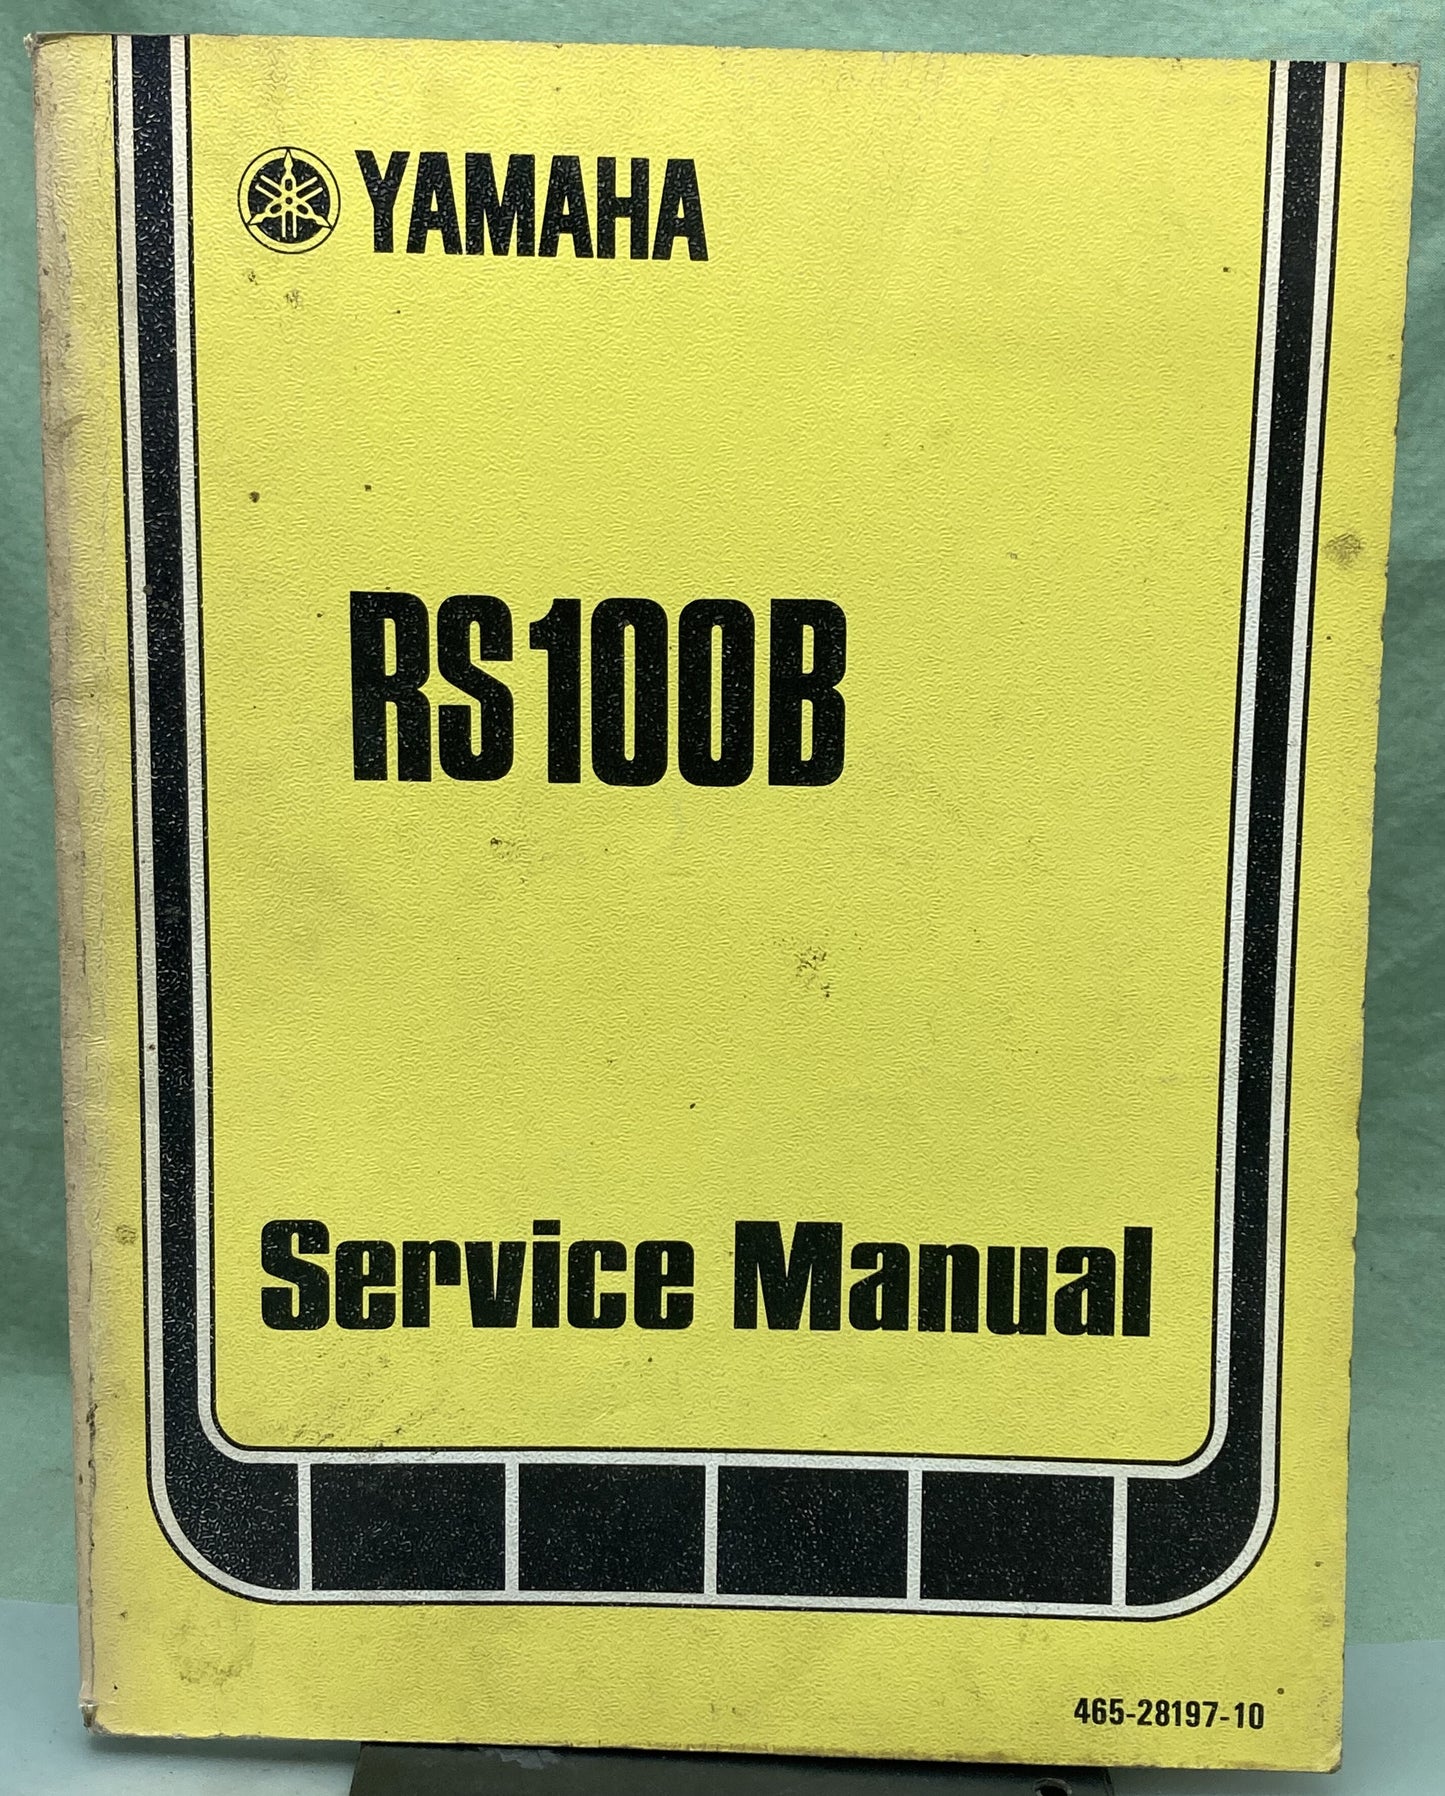 YAMAHA
RS100B
Service Manual
465-28197-10